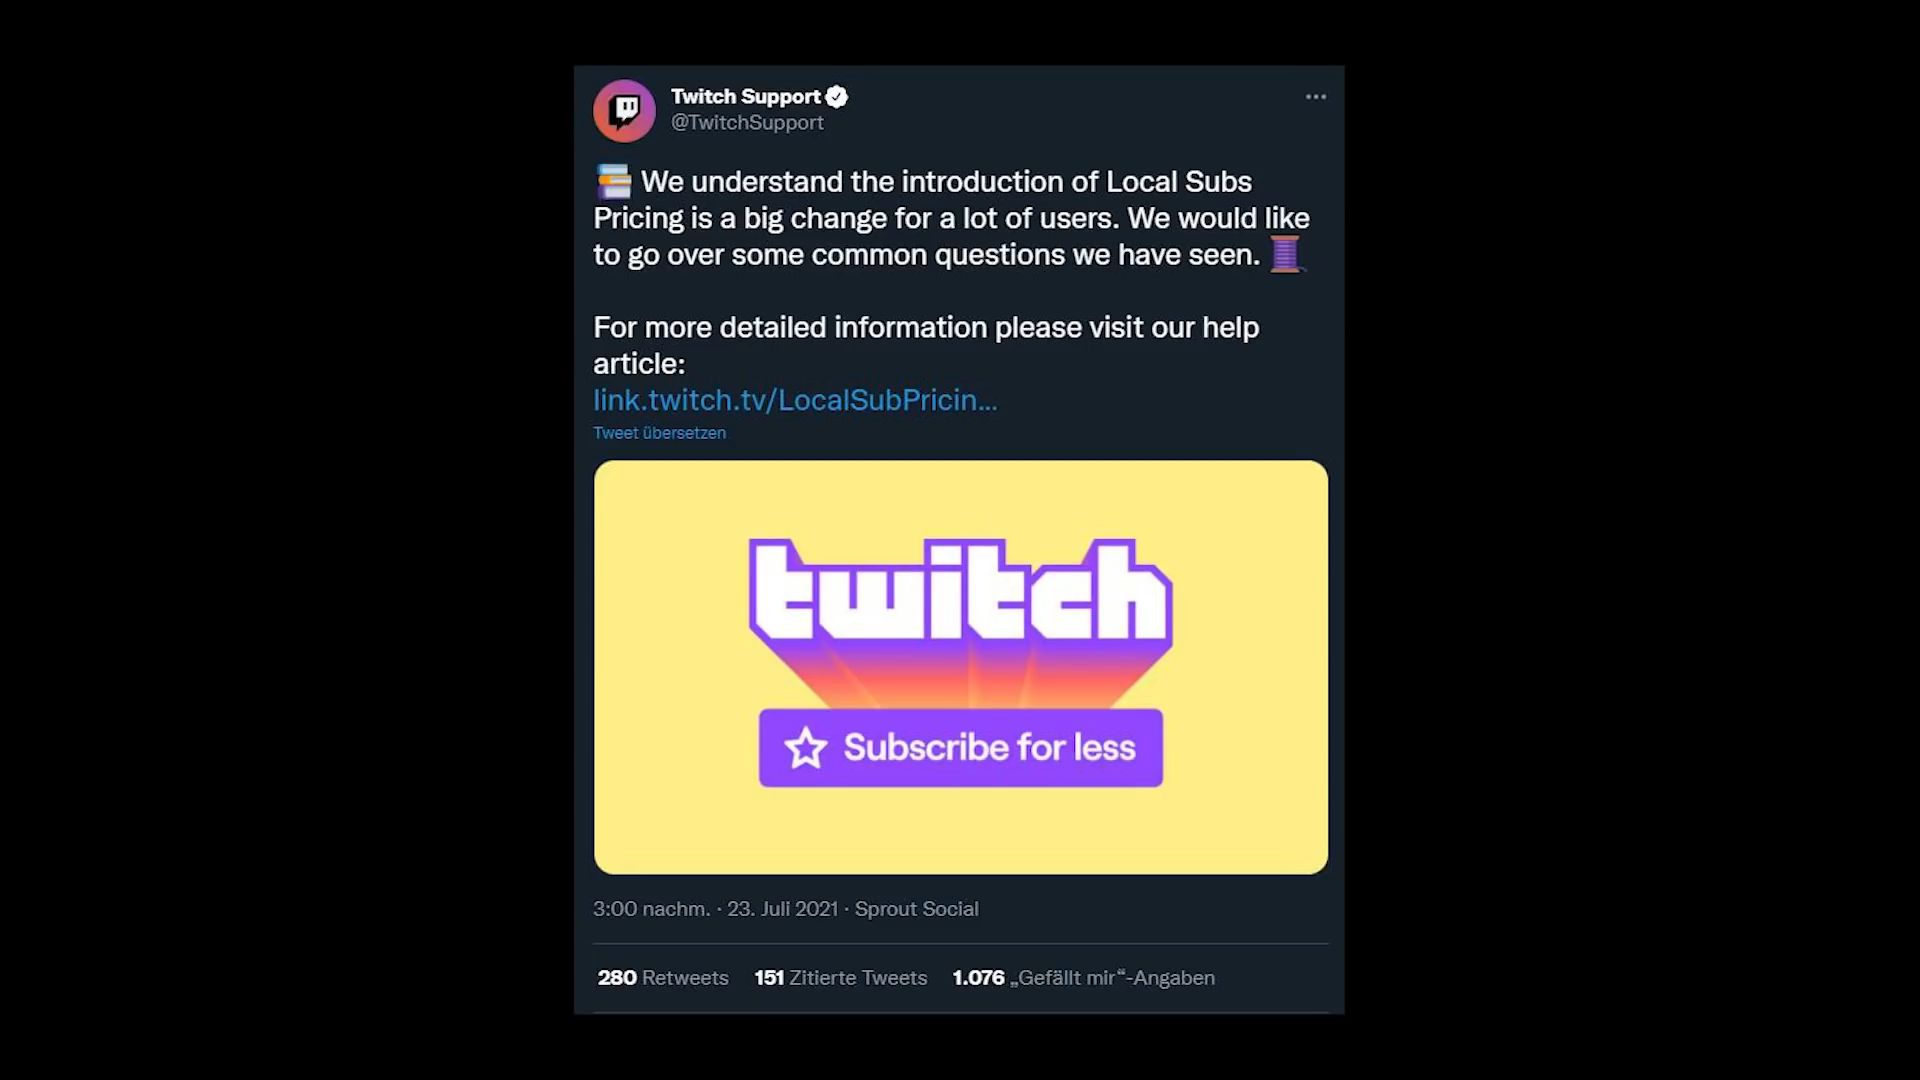 Twitch Support
@TwitchSupport
📚 We understand the introduction of Local Subs
Pricing is a big change for a lot of users. We would like
to go over some common questions we have seen. 🧵
For more detailed information please visit our help
article:
link.twitch.tv/LocalSubPricin...
Tweet übersetzen
twitch
Subscribe for less
3:00 nachm. · 23. Juli 2021 · Sprout Social
280 Retweets 151 Zitierte Tweets 1.076 „Gefällt mir“-Angaben